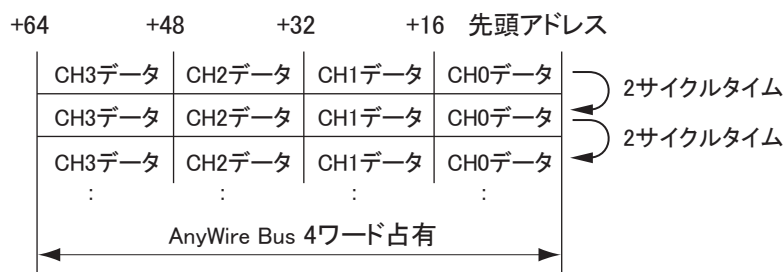 +64 +48 +32 +16 先頭アドレス
CH3データ CH2データ CH1データ CH0データ
2サイクルタイム
CH3データ CH2データ CH1データ CH0データ
2サイクルタイム
CH3データ CH2データ CH1データ CH0データ
: : : :
AnyWire Bus 4ワード占有